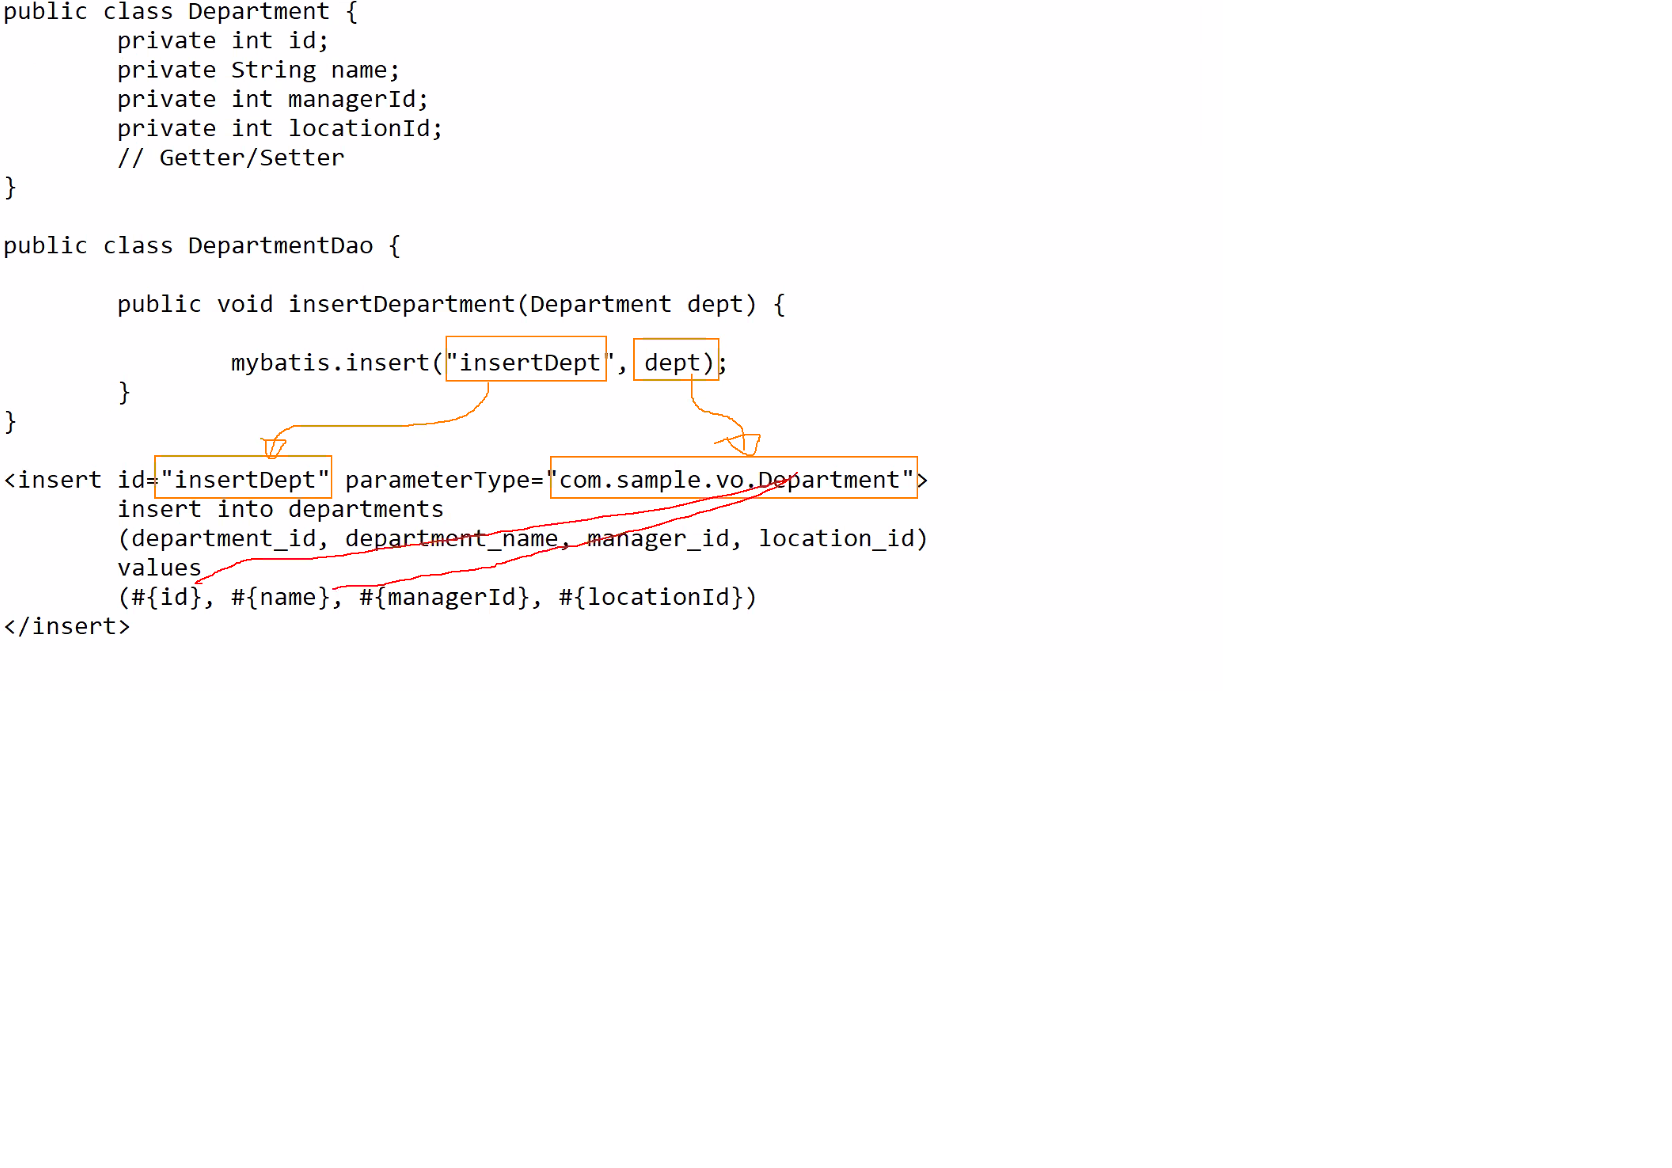 public class Department {
private int id;
private String name;
private int managerId;
private int locationId;
// Getter/Setter
}
public class DepartmentDao {
public void insertDepartment(Department dept) {
mybatis.insert("insertDept", dept);
}
}
<insert id="insertDept" parameterType="com.sample.vo.Department">
insert into departments
(department_id, department_name, manager_id, location_id)
values
(#{id}, #{name}, #{managerId}, #{locationId})
</insert>